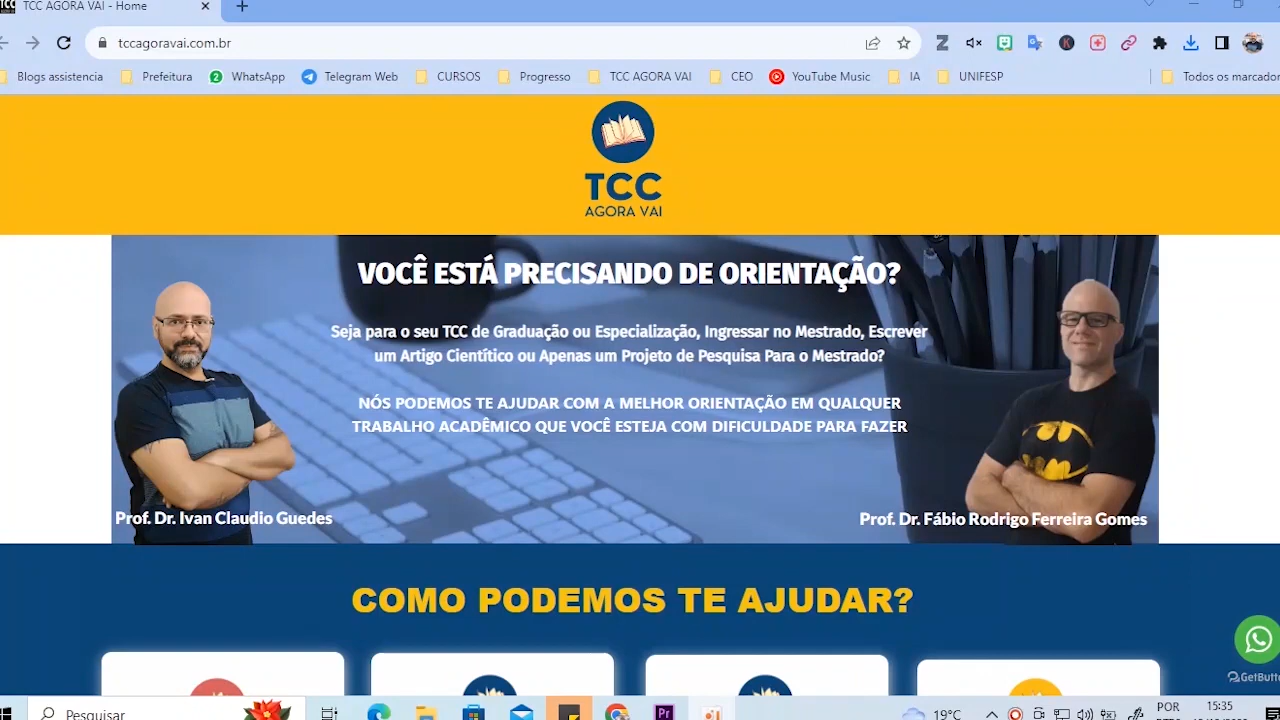 TCC
TCC AGORA VAI - Home
tccagoravai.com.br
Blogs assistencia
Prefeitura
2
WhatsApp
Telegram Web
CURSOS
Progresso
TCC AGORA VAI
CEO
YouTube Music
IA
UNIFESP
Todos os marcador
TCC
AGORA VAI
VOCÊ ESTÁ PRECISANDO DE ORIENTAÇÃO?
Seja para o seu TCC de Graduação ou Especialização, Ingressar no Mestrado, Escrever
um Artigo Científico ou Apenas um Projeto de Pesquisa Para o Mestrado?
NÓS PODEMOS TE AJUDAR COM A MELHOR ORIENTAÇÃO EM QUALQUER
TRABALHO ACADÊMICO QUE VOCÊ ESTEJA COM DIFICULDADE PARA FAZER
Prof. Dr. Ivan Claudio Guedes
Prof. Dr. Fábio Rodrigo Ferreira Gomes
COMO PODEMOS TE AJUDAR?
GetButto
Pesquisar
Pr
19°C
POR
15:35